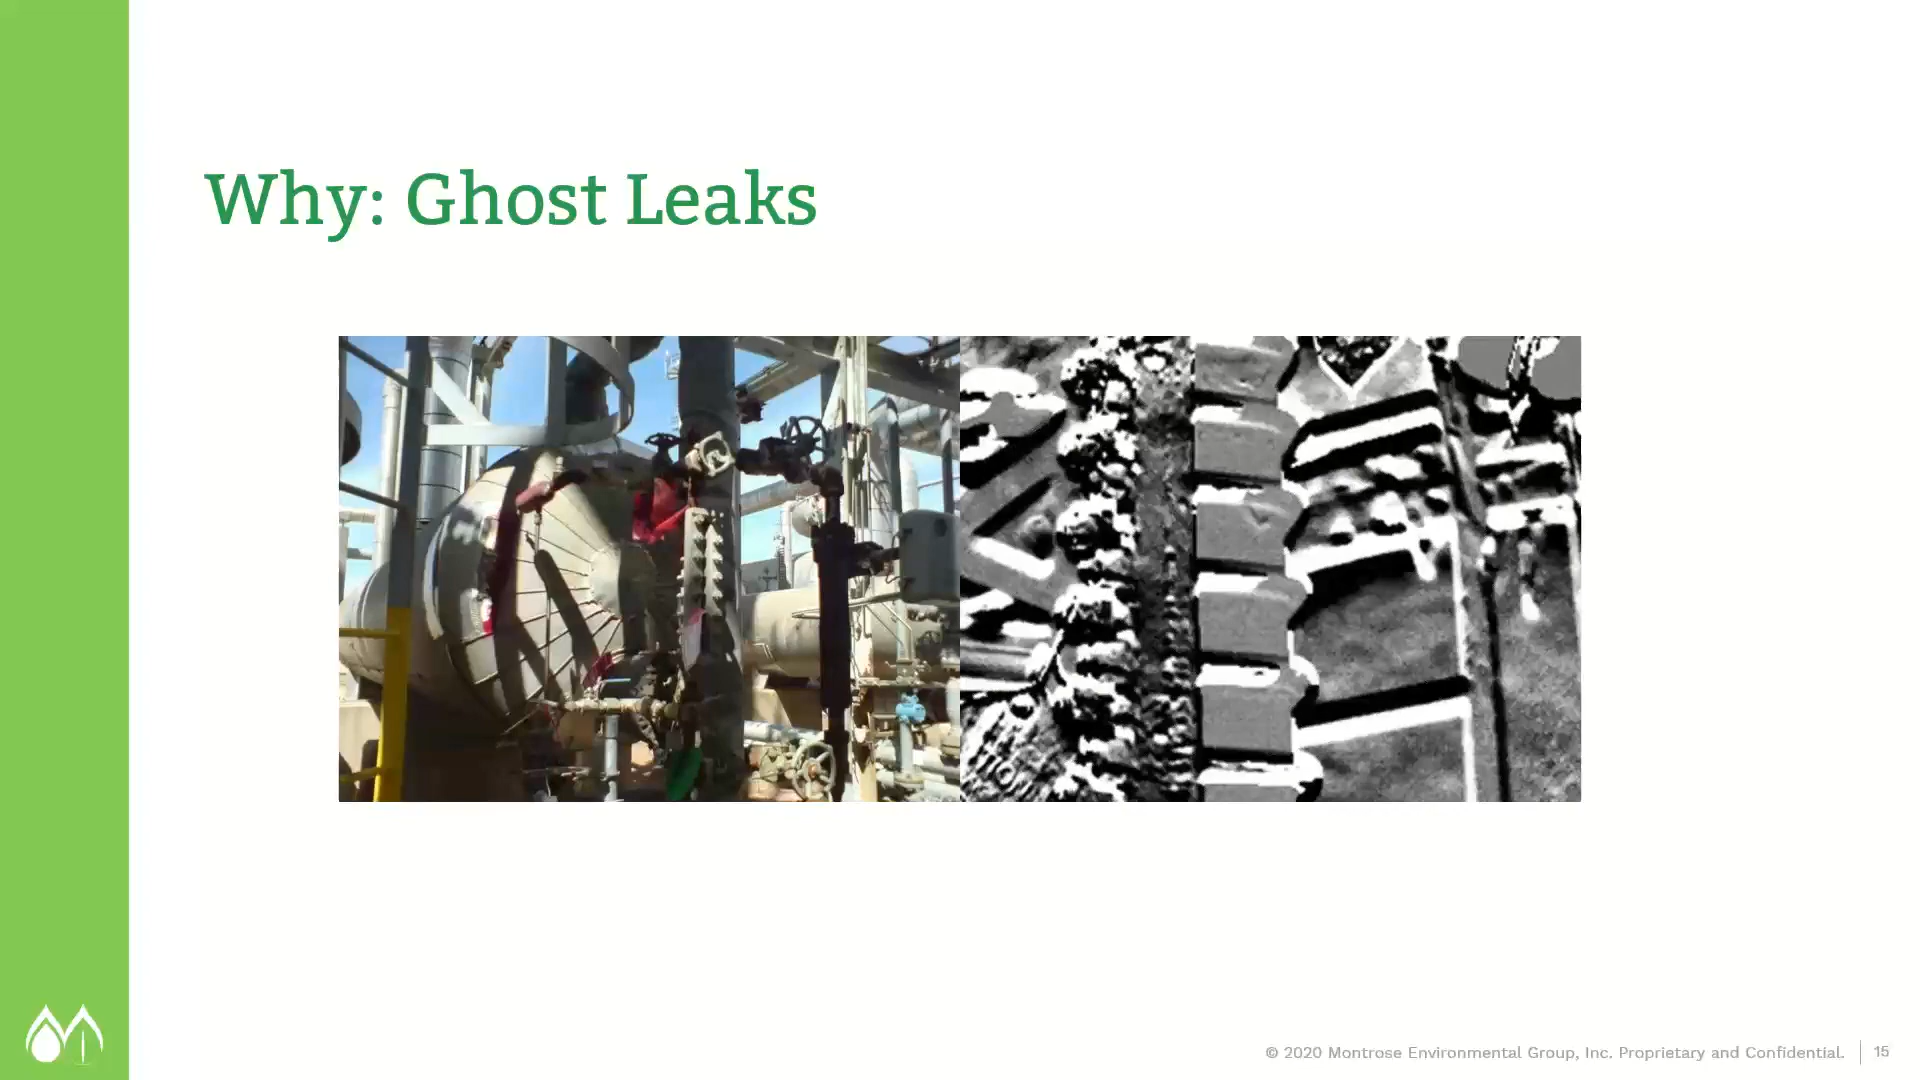 Why: Ghost Leaks
© 2020 Montrose Environmental Group, Inc. Proprietary and Confidential.
15